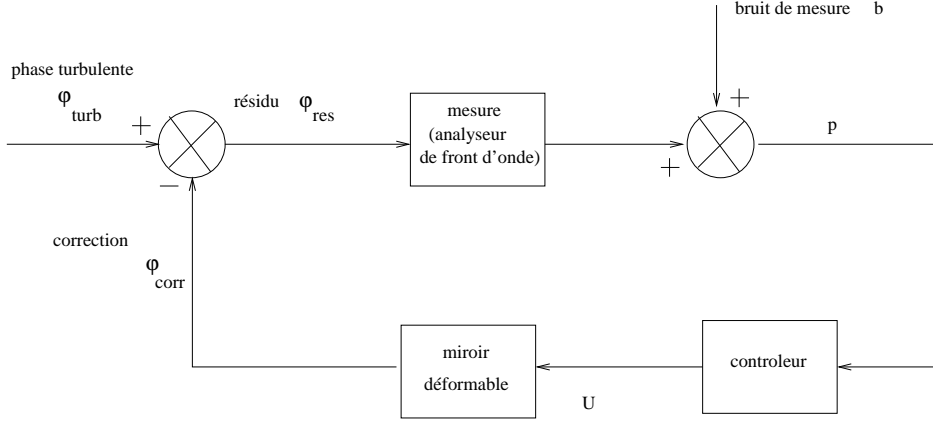 bruit de mesure b
phase turbulente
φ turb
+
+
résidu φ res
mesure
(analyseur
de front d'onde)
p
+
−
correction
φ corr
miroir
déformable
controleur
U